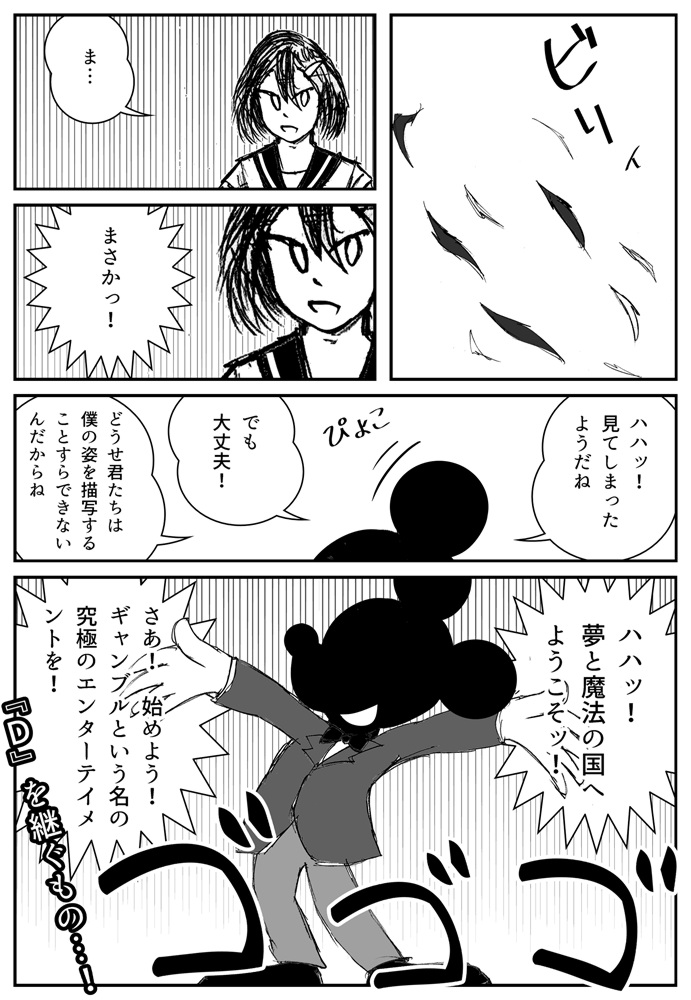 ビリッ
ま…
まさかっ！
ハハッ！
見てしまった
ようだね
ぴょこ
でも
大丈夫！
どうせ君たちは
僕の姿を描写する
ことすらできない
んだからね
ハハッ！
夢と魔法の国へ
ようこそッ！
さあ！　始めよう！
ギャンブルという名の
究極のエンターテイメ
ントを！
ゴゴゴ
『D』を継ぐもの…！